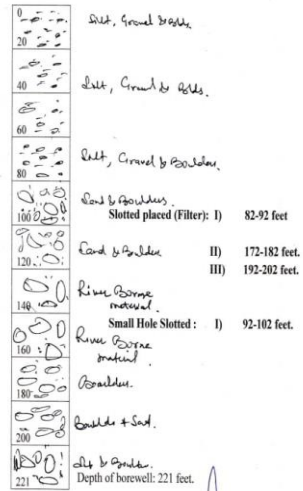 0
Silt, Gravel & Bolds.
20
40
Silt, Gravel & Bolds.
60
Silt, Gravel & Boulders.
80
Sand & Boulders.
Slotted placed (Filter): I) 82-92 feet
100
Sand & Boulder II) 172-182 feet.
120
III) 192-202 feet.
River Borne
material.
140
Small Hole Slotted : I) 92-102 feet.
River Borne
160
material
Boulder.
180
Boulds + Sand.
200
& Boulder.
221 Depth of borewell: 221 feet.